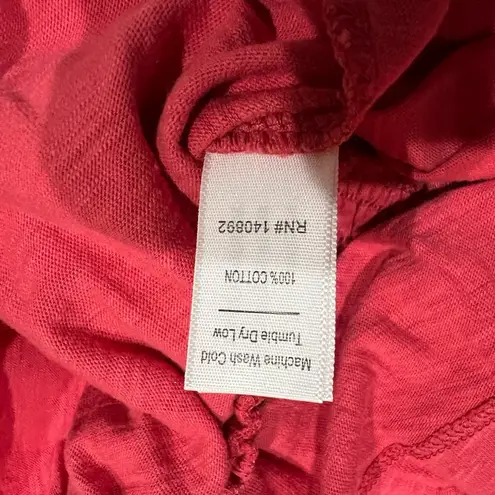 Machine Wash Cold
Tumble Dry Low
100% COTTON
RN# 140892